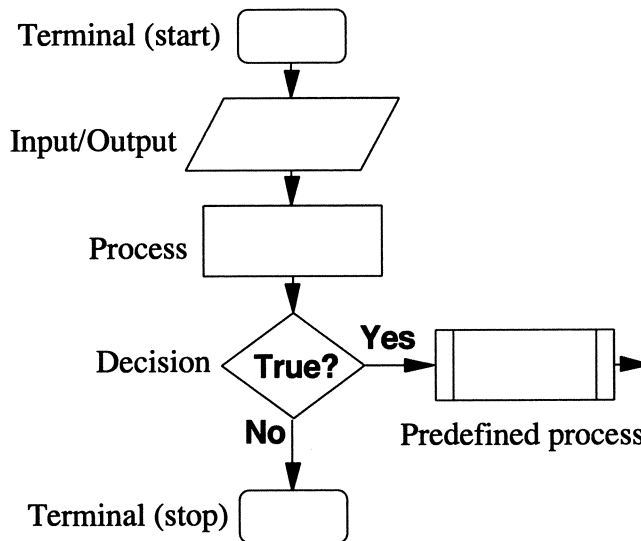 Terminal (start)
Input/Output
Process
Decision
True?
Yes
Predefined process
No
Terminal (stop)